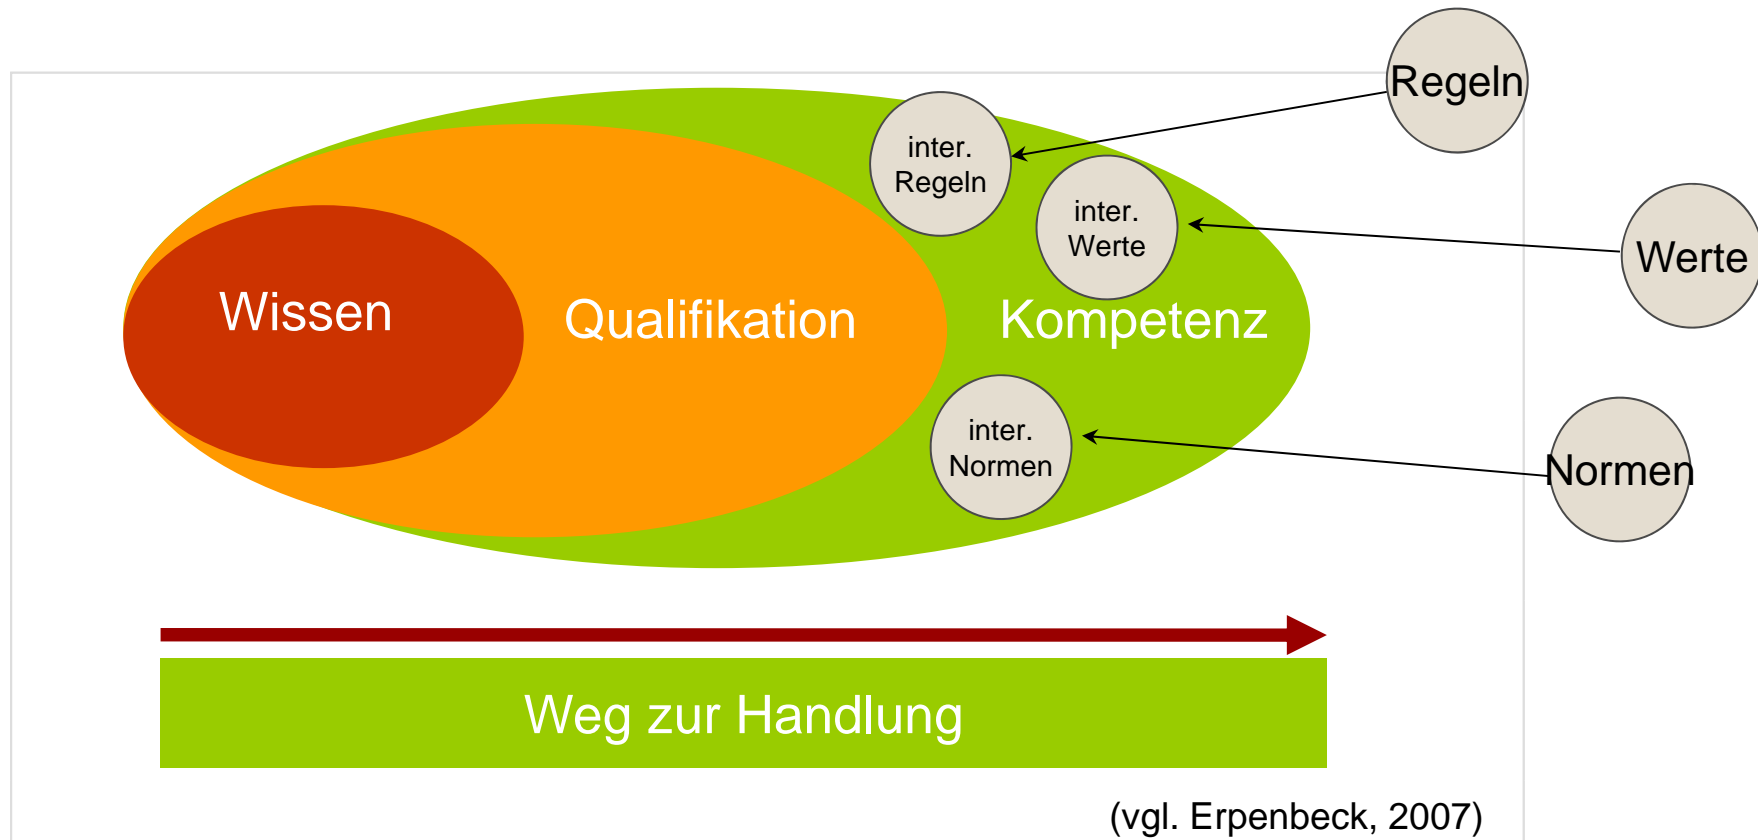 Regeln
inter.
Regeln
inter.
Werte
Werte
Wissen
Qualifikation
Kompetenz
inter.
Normen
Normen
Weg zur Handlung
(vgl. Erpenbeck, 2007)